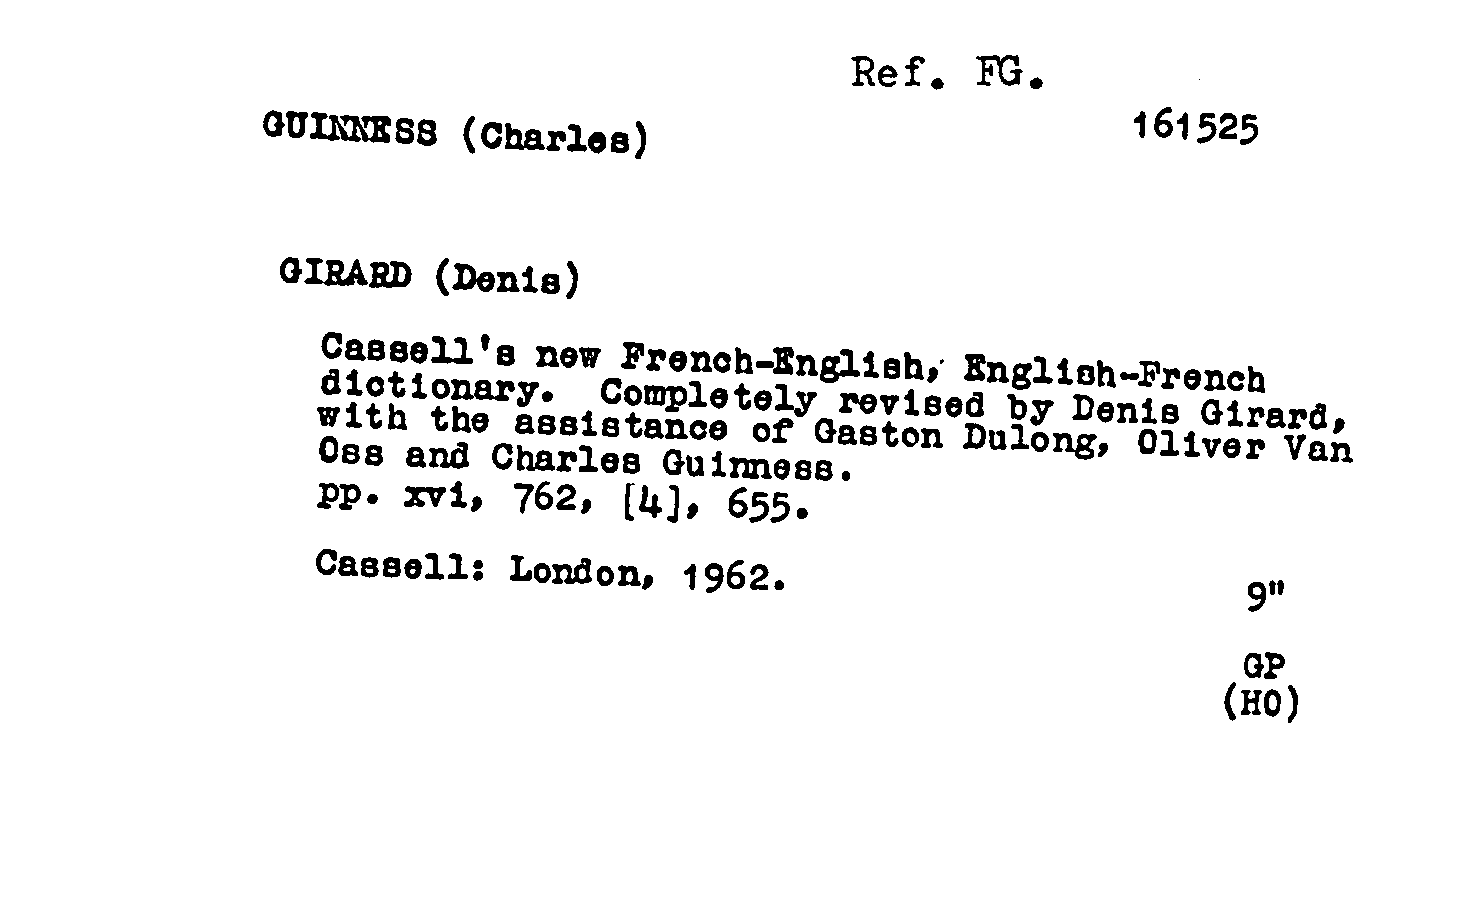 Ref. FG.
GUINNESS (Charles) 161525
GIRARD (Denis)
Cassell's new French-English, English-French
dictionary. Completely revised by Denis Girard,
with the assistance of Gaston Dulong, Oliver Van
Oss and Charles Guinness.
pp. xvi, 762, [4], 655.
Cassell: London, 1962.
9"
GP
(HO)